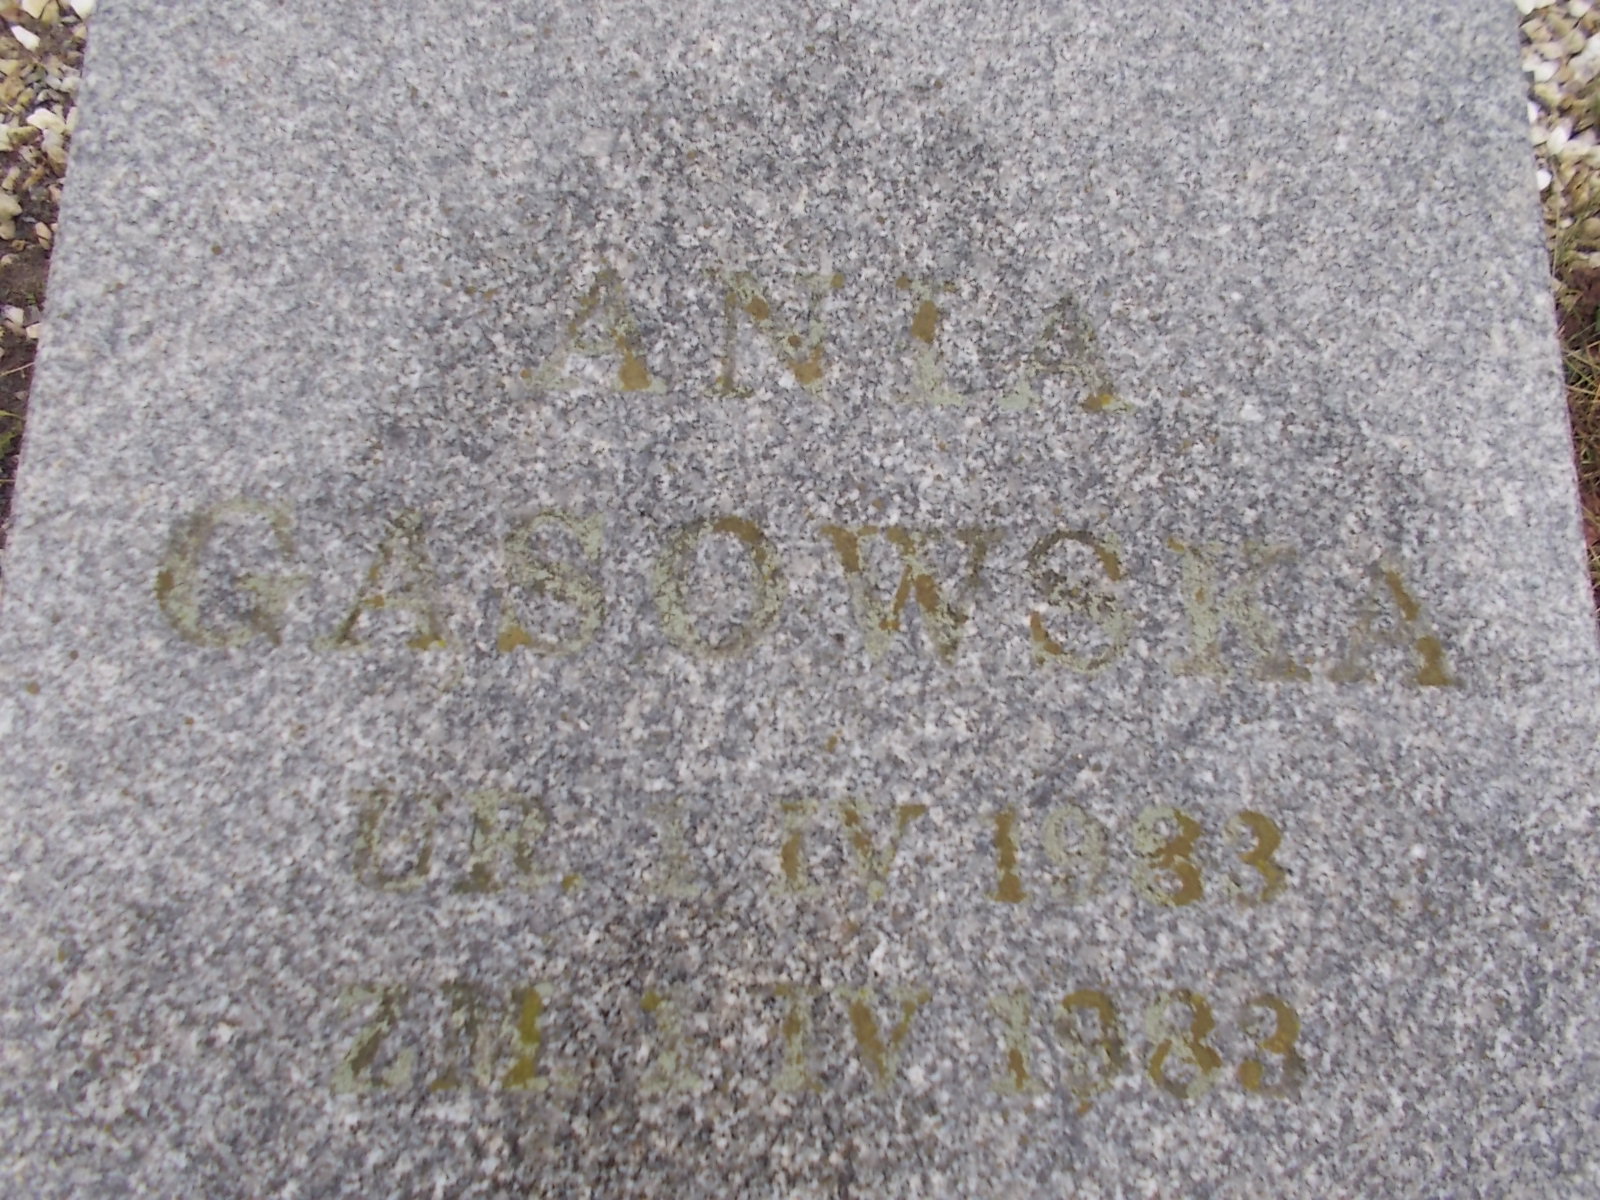 ANIA
GASOWSKA
UR. 1 IV 1983
ZM. 1 IV 1983